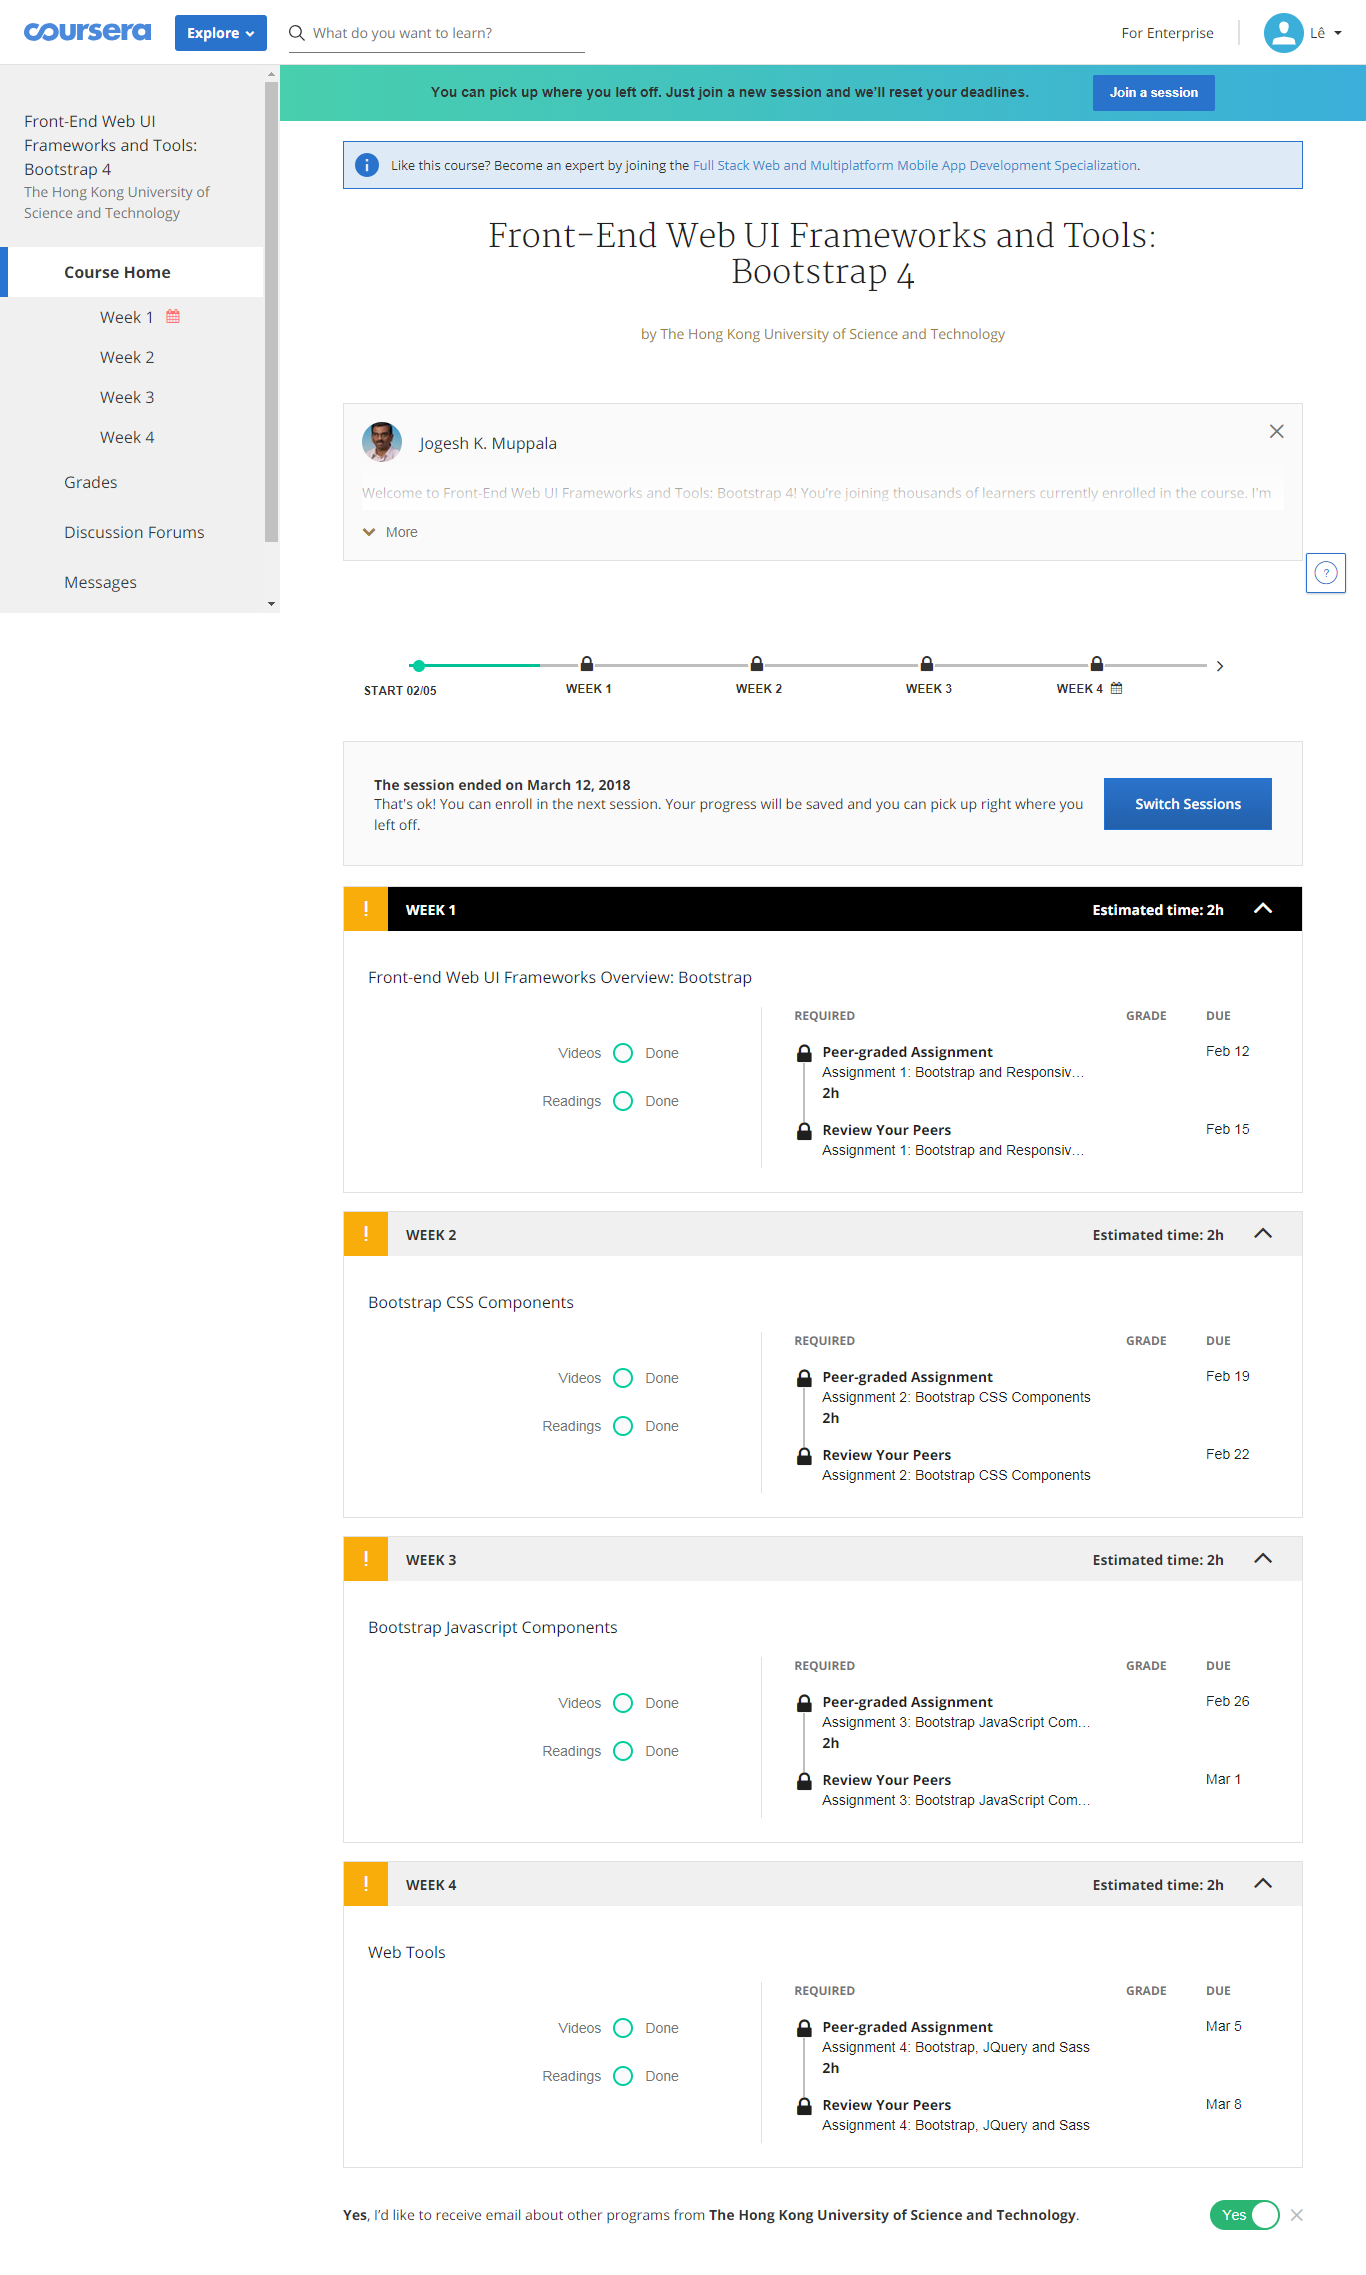 coursera
Explore
What do you want to learn?
For Enterprise
Lê
Front-End Web UI
Frameworks and Tools:
Bootstrap 4
The Hong Kong University of
Science and Technology
Course Home
Week 1
Week 2
Week 3
Week 4
Grades
Discussion Forums
Messages
You can pick up where you left off. Just join a new session and we'll reset your deadlines.
Join a session
Like this course? Become an expert by joining the Full Stack Web and Multiplatform Mobile App Development Specialization.
Front-End Web UI Frameworks and Tools:
Bootstrap 4
by The Hong Kong University of Science and Technology
Jogesh K. Muppala
Welcome to Front-End Web UI Frameworks and Tools: Bootstrap 4! You're joining thousands of learners currently enrolled in the course. I'm
More
?
START 02/05
WEEK 1
WEEK 2
WEEK 3
WEEK 4
The session ended on March 12, 2018
That's ok! You can enroll in the next session. Your progress will be saved and you can pick up right where you
left off.
Switch Sessions
! WEEK 1 Estimated time: 2h
Front-end Web UI Frameworks Overview: Bootstrap
REQUIRED GRADE DUE
Videos Done
Readings Done
Peer-graded Assignment Feb 12
Assignment 1: Bootstrap and Responsiv...
2h
Review Your Peers Feb 15
Assignment 1: Bootstrap and Responsiv...
! WEEK 2 Estimated time: 2h
Bootstrap CSS Components
REQUIRED GRADE DUE
Videos Done
Readings Done
Peer-graded Assignment Feb 19
Assignment 2: Bootstrap CSS Components
2h
Review Your Peers Feb 22
Assignment 2: Bootstrap CSS Components
! WEEK 3 Estimated time: 2h
Bootstrap Javascript Components
REQUIRED GRADE DUE
Videos Done
Readings Done
Peer-graded Assignment Feb 26
Assignment 3: Bootstrap JavaScript Com...
2h
Review Your Peers Mar 1
Assignment 3: Bootstrap JavaScript Com...
! WEEK 4 Estimated time: 2h
Web Tools
REQUIRED GRADE DUE
Videos Done
Readings Done
Peer-graded Assignment Mar 5
Assignment 4: Bootstrap, JQuery and Sass
2h
Review Your Peers Mar 8
Assignment 4: Bootstrap, JQuery and Sass
Yes, I'd like to receive email about other programs from The Hong Kong University of Science and Technology.
Yes